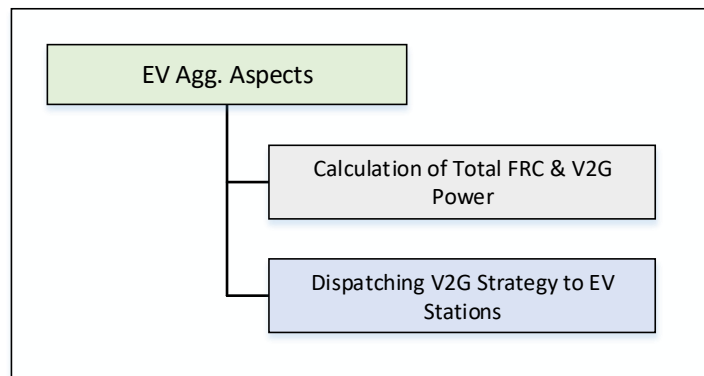 EV Agg. Aspects
Calculation of Total FRC & V2G
Power
Dispatching V2G Strategy to EV
Stations